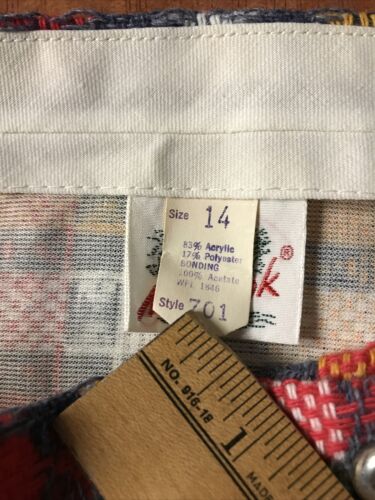 Size 14
83% Acrylic
17% Polyester
BONDING
100% Acetate
WPL 1846
Style 701
®
NO. 916-18
1
MADE